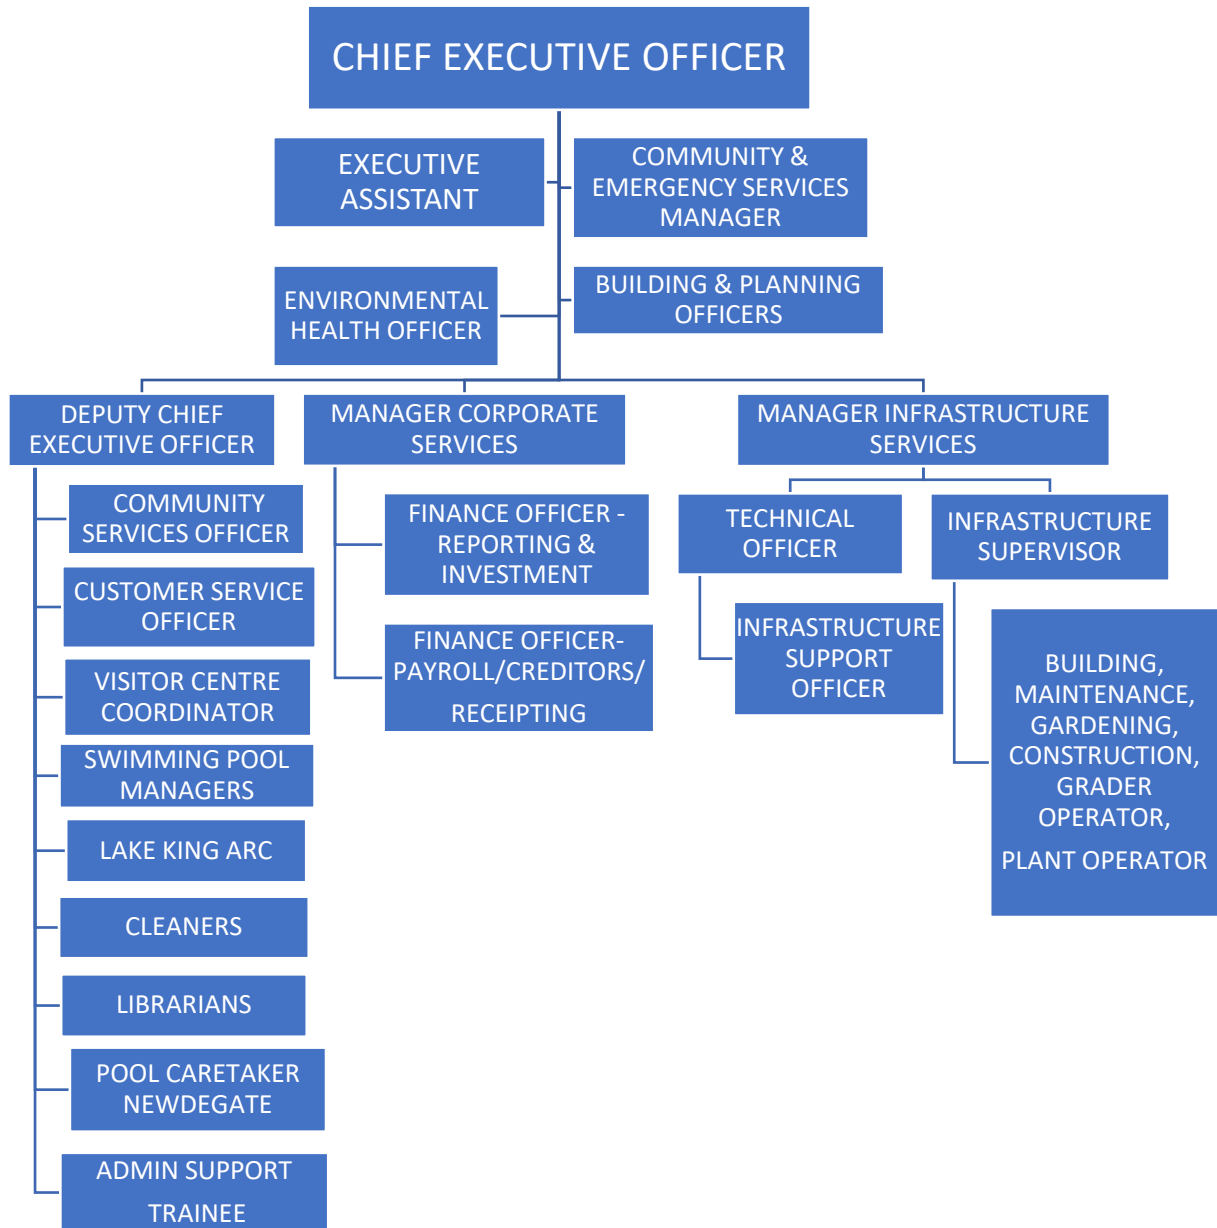 CHIEF EXECUTIVE OFFICER
EXECUTIVE
ASSISTANT
COMMUNITY &
EMERGENCY SERVICES
MANAGER
ENVIRONMENTAL
HEALTH OFFICER
BUILDING & PLANNING
OFFICERS
DEPUTY CHIEF
EXECUTIVE OFFICER
COMMUNITY
SERVICES OFFICER
CUSTOMER SERVICE
OFFICER
VISITOR CENTRE
COORDINATOR
SWIMMING POOL
MANAGERS
LAKE KING ARC
CLEANERS
LIBRARIANS
POOL CARETAKER
NEWDEGATE
ADMIN SUPPORT
TRAINEE
MANAGER CORPORATE
SERVICES
FINANCE OFFICER -
REPORTING &
INVESTMENT
FINANCE OFFICER-
PAYROLL/CREDITORS/
RECEIPTING
MANAGER INFRASTRUCTURE
SERVICES
TECHNICAL
OFFICER
INFRASTRUCTURE
SUPPORT
OFFICER
INFRASTRUCTURE
SUPERVISOR
BUILDING,
MAINTENANCE,
GARDENING,
CONSTRUCTION,
GRADER
OPERATOR,
PLANT OPERATOR